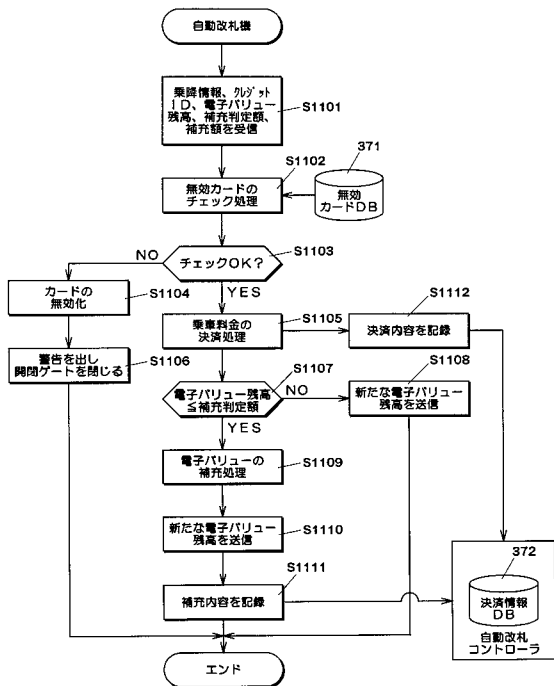 自動改札機
乗降情報、クレジット
ID、電子バリュー
残高、補充判定額、
補充額を受信
S1101
S1102
371
無効カードの
チェック処理
無効
カードDB
NO
チェックOK?
S1103
カードの
無効化
S1104
YES
S1112
乗車料金の
決済処理
S1105
決済内容を記録
警告を出し
開閉ゲートを閉じる
S1106
S1107
S1108
電子バリュー残高
≦補充判定額
NO
新たな電子バリュー
残高を送信
YES
電子バリューの
補充処理
S1109
新たな電子バリュー
残高を送信
S1110
S1111
372
補充内容を記録
決済情報
DB
自動改札
コントローラ
エンド